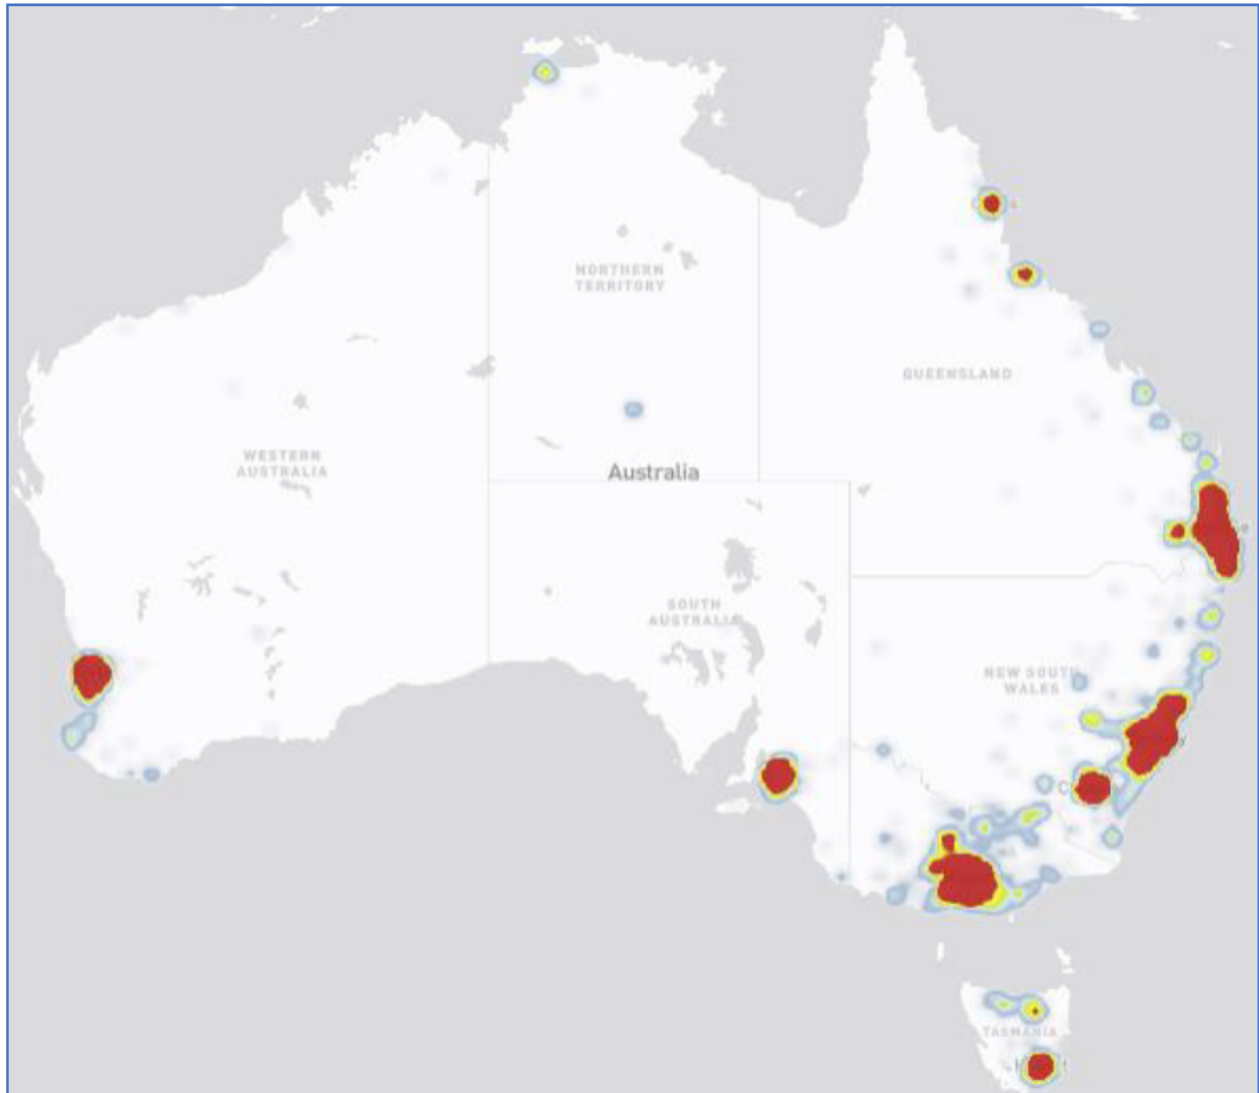 NORTHERN
TERRITORY
QUEENSLAND
WESTERN
AUSTRALIA
Australia
SOUTH
AUSTRALIA
NEW SOUTH
WALES
TASMANIA